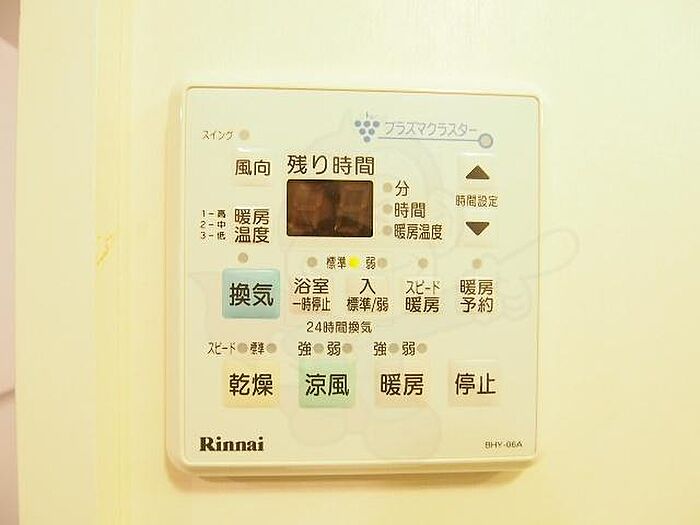 プラズマクラスター
スイング
風向
残り時間
分
時間
暖房温度
時間設定
1-高
2-中
3-低
暖房
温度
標準 弱
換気
浴室
一時停止
入
標準/弱
スピード
暖房
暖房
予約
24時間換気
スピード 標準 強 弱 強 弱
乾燥 涼風 暖房 停止
Rinnai
BHY-06A